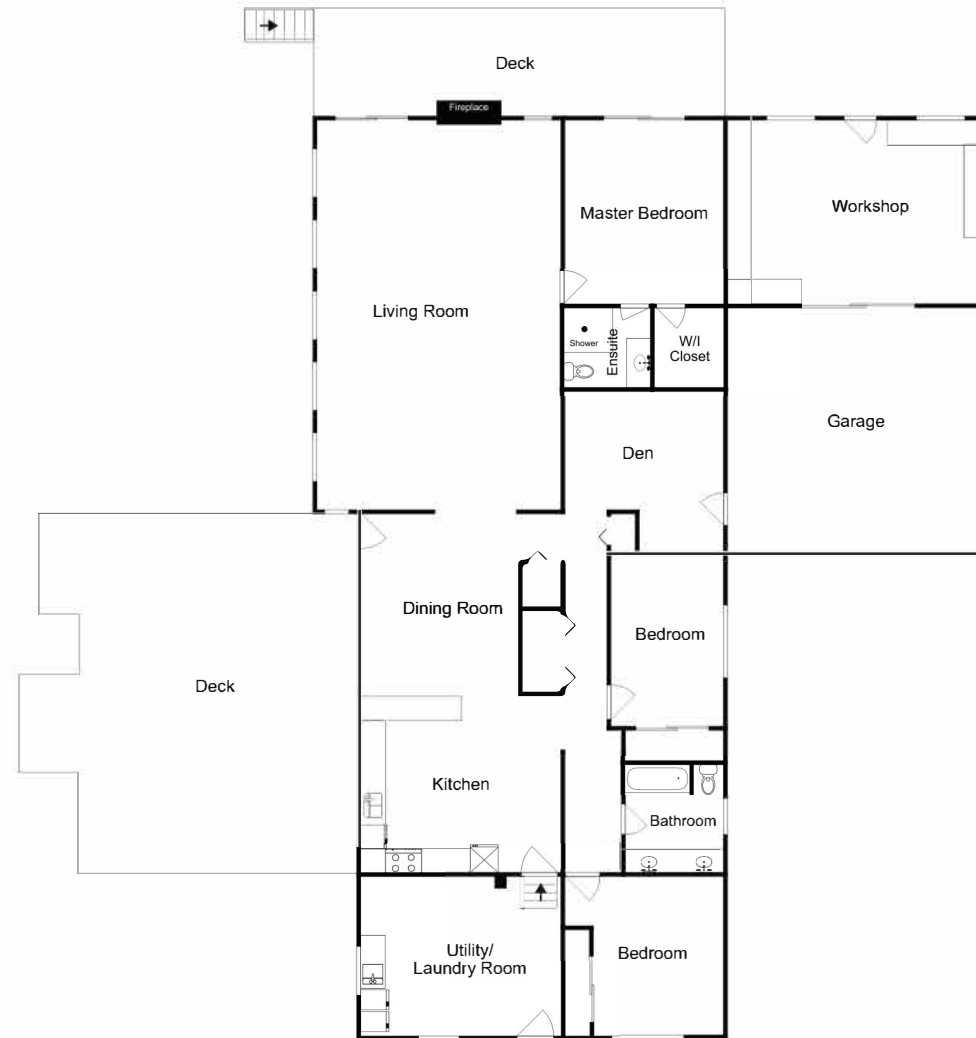 Deck
Fireplace
Master Bedroom
Workshop
Living Room
Shower
Ensuite
W/I
Closet
Garage
Den
Dining Room
Bedroom
Deck
Kitchen
Bathroom
Utility/
Laundry Room
Bedroom